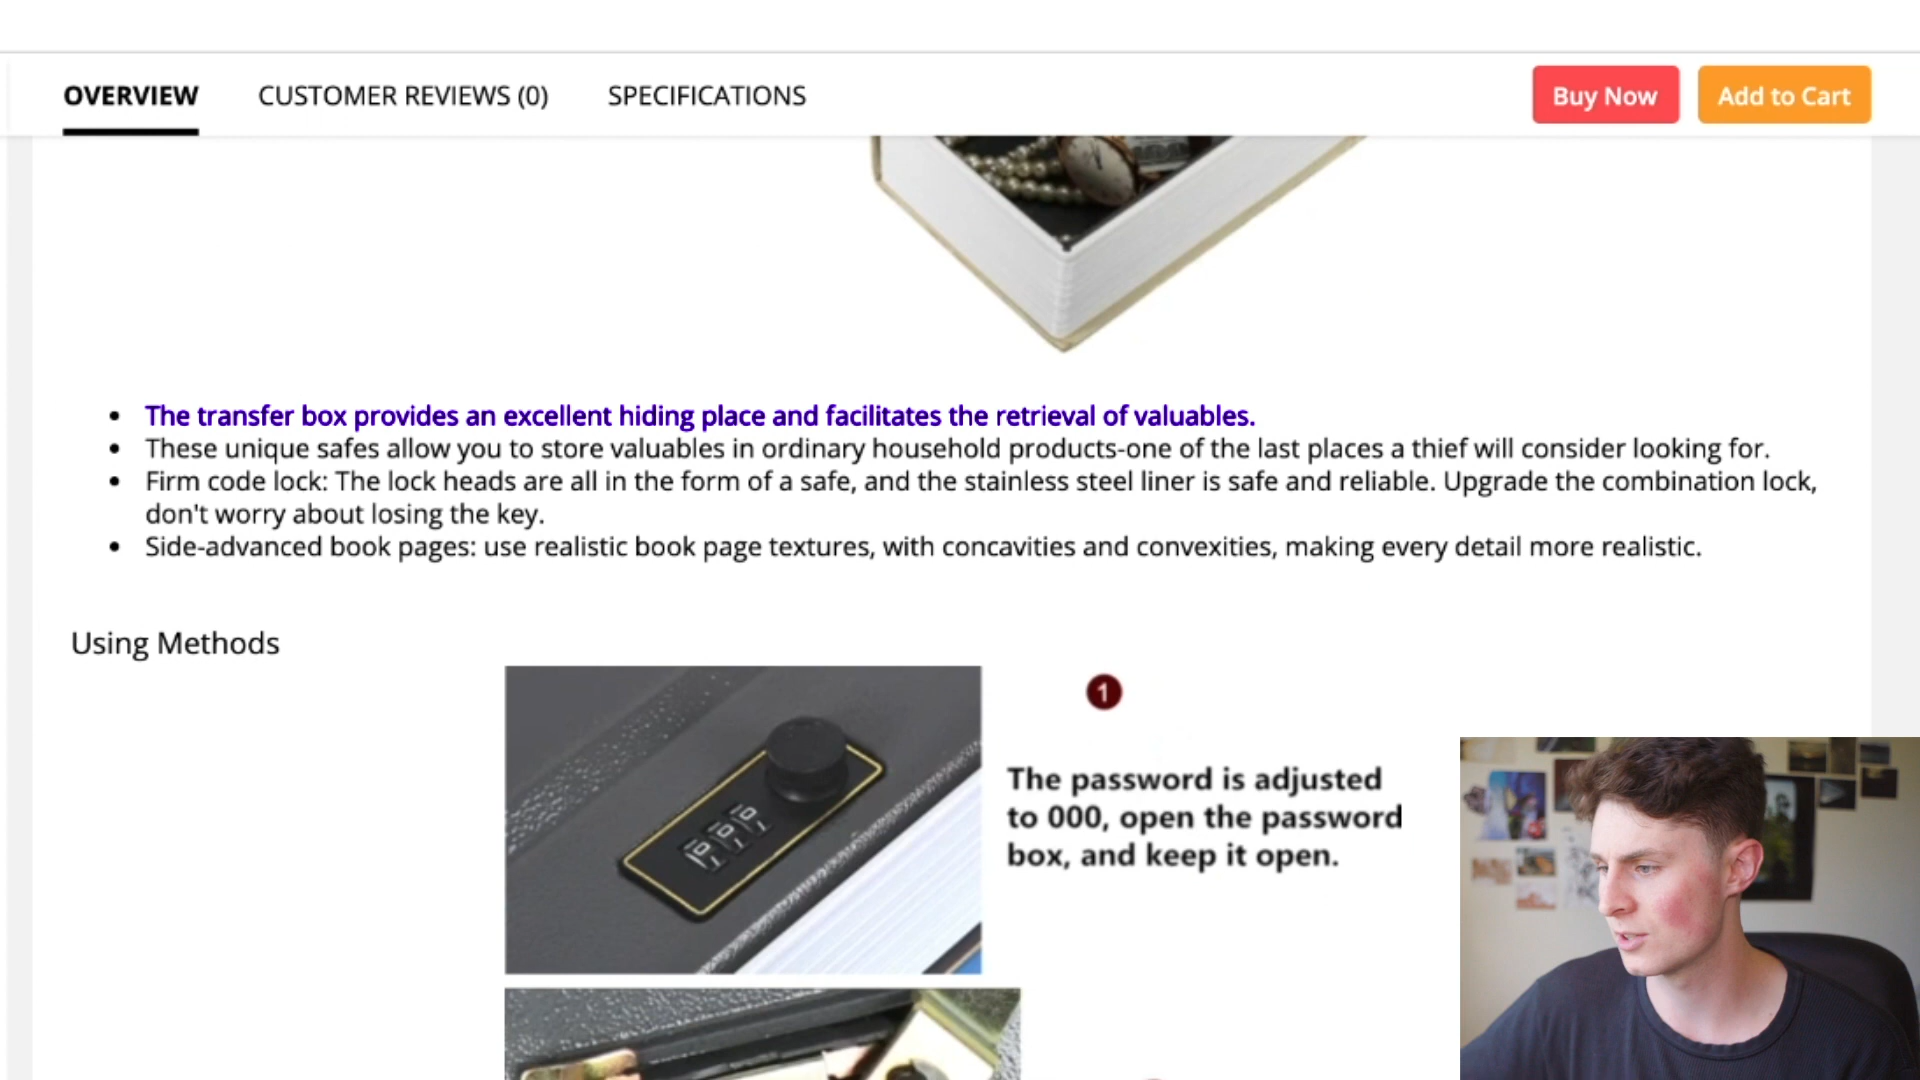 OVERVIEW CUSTOMER REVIEWS (0) SPECIFICATIONS Buy Now Add to Cart
The transfer box provides an excellent hiding place and facilitates the retrieval of valuables.
These unique safes allow you to store valuables in ordinary household products-one of the last places a thief will consider looking for.
Firm code lock: The lock heads are all in the form of a safe, and the stainless steel liner is safe and reliable. Upgrade the combination lock,
don't worry about losing the key.
Side-advanced book pages: use realistic book page textures, with concavities and convexities, making every detail more realistic.
Using Methods
1
The password is adjusted
to 000, open the password
box, and keep it open.
000